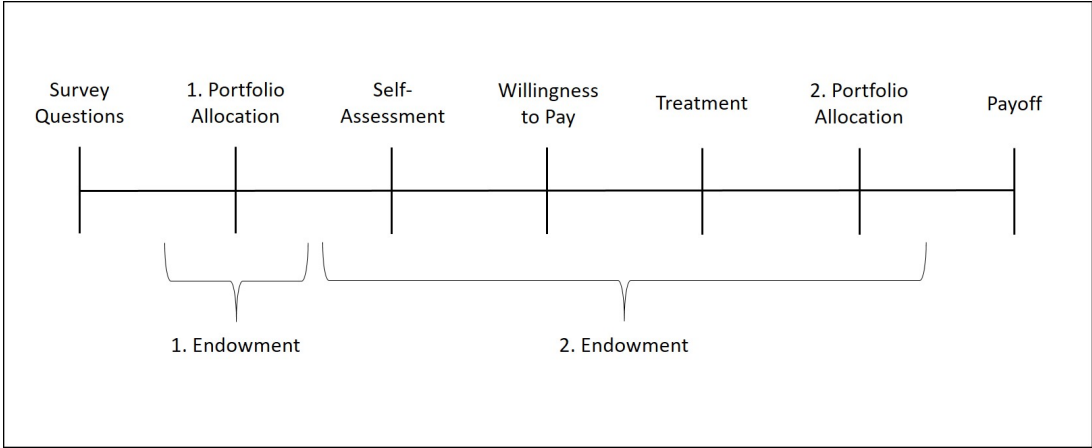 Survey
Questions
1. Portfolio
Allocation
Self-
Assessment
Willingness
to Pay
Treatment
2. Portfolio
Allocation
Payoff
1. Endowment
2. Endowment